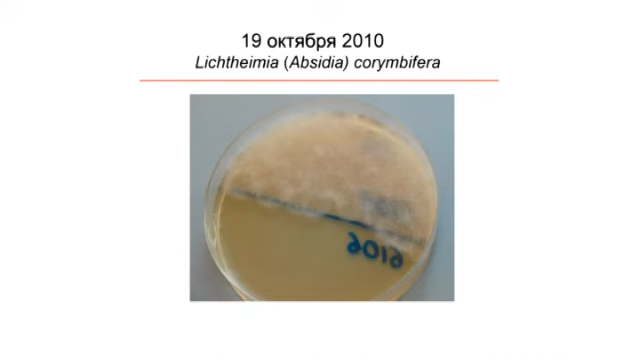 19 октября 2010
Lichtheimia (Absidia) corymbifera